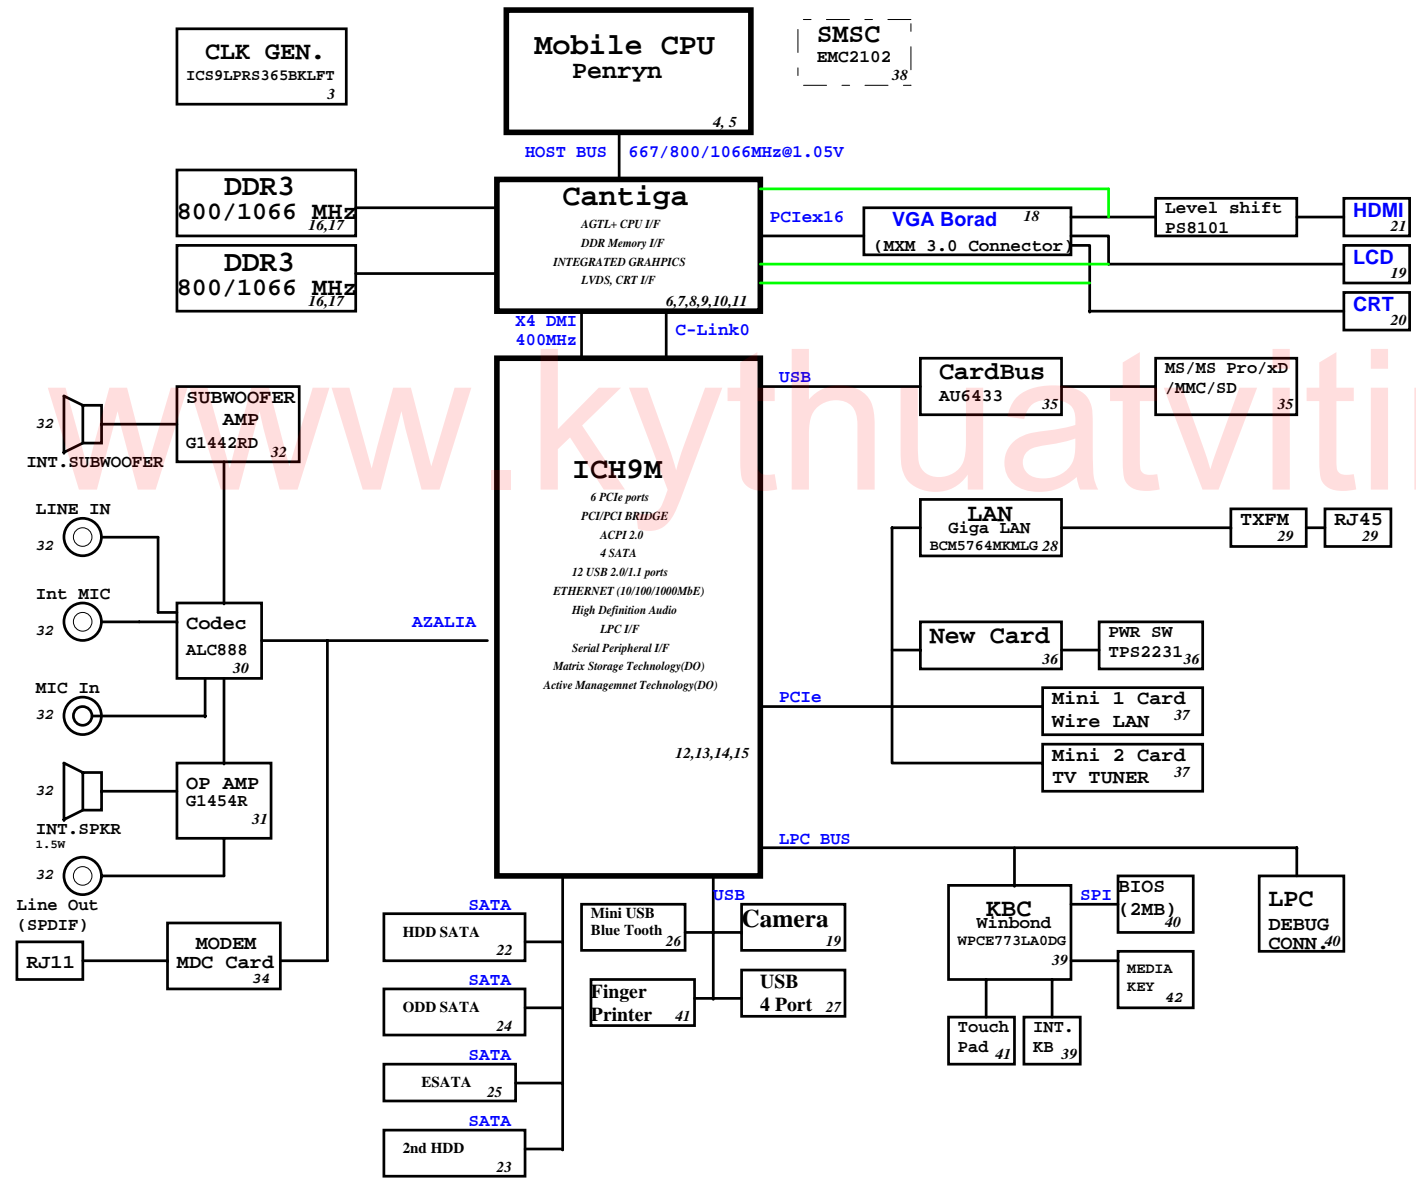 CLK GEN.
ICS9LPRS365BKLFT
3
Mobile CPU
Penryn
4, 5
SMSC
EMC2102
38
HOST BUS
667/800/1066MHz@1.05V
DDR3
800/1066 MHz
16,17
DDR3
800/1066 MHz
16,17
Cantiga
AGTL+ CPU I/F
DDR Memory I/F
INTEGRATED GRAHPICS
LVDS, CRT I/F
6,7,8,9,10,11
PCIex16
VGA Borad
18
(MXM 3.0 Connector)
Level shift
PS8101
HDMI
21
LCD
19
CRT
20
X4 DMI
400MHz
C-Link0
www.kythuatviti
SUBWOOFER
AMP
G1442RD
32
32
INT.SUBWOOFER
LINE IN
32
Int MIC
32
Codec
ALC888
30
MIC In
32
OP AMP
G1454R
31
32
INT.SPKR
1.5W
32
Line Out
(SPDIF)
RJ11
MODEM
MDC Card
34
AZALIA
ICH9M
6 PCIe ports
PCI/PCI BRIDGE
ACPI 2.0
4 SATA
12 USB 2.0/1.1 ports
ETHERNET (10/100/1000MbE)
High Definition Audio
LPC I/F
Serial Peripheral I/F
Matrix Storage Technology(DO)
Active Managemnet Technology(DO)
12,13,14,15
USB
CardBus
AU6433
35
MS/MS Pro/xD
/MMC/SD
35
LAN
Giga LAN
BCM5764MKMLG
28
TXFM
29
RJ45
29
New Card
36
PWR SW
TPS2231
36
PCIe
Mini 1 Card
Wire LAN
37
Mini 2 Card
TV TUNER
37
LPC BUS
KBC
Winbond
WPCE773LA0DG
39
SPI
BIOS
(2MB)
40
MEDIA
KEY
42
LPC
DEBUG
CONN.
40
Touch
Pad
41
INT.
KB
39
SATA
HDD SATA
22
SATA
ODD SATA
24
SATA
ESATA
25
SATA
2nd HDD
23
USB
Mini USB
Blue Tooth
26
Camera
19
Finger
Printer
41
USB
4 Port
27